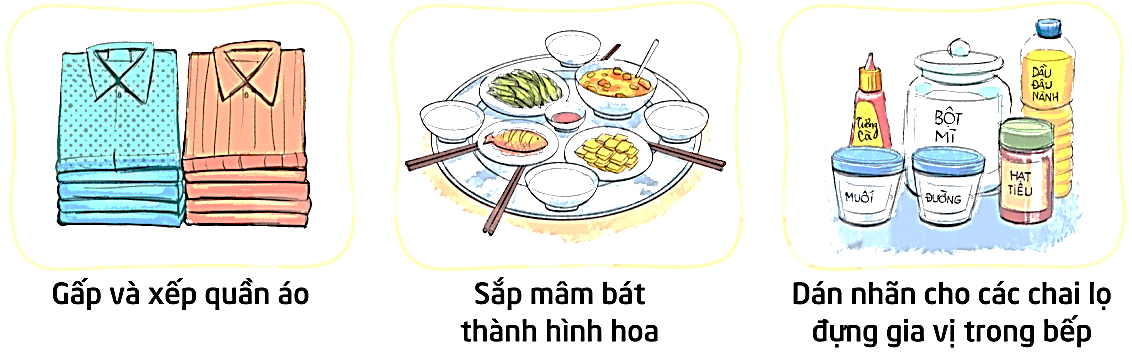 Tương
Cà
BỘT
MÌ
DẦU
ĐẬU
NÀNH
MUỐI
ĐƯỜNG
HẠT
TIÊU
Gấp và xếp quần áo
Sắp mâm bát
thành hình hoa
Dán nhãn cho các chai lọ
đựng gia vị trong bếp